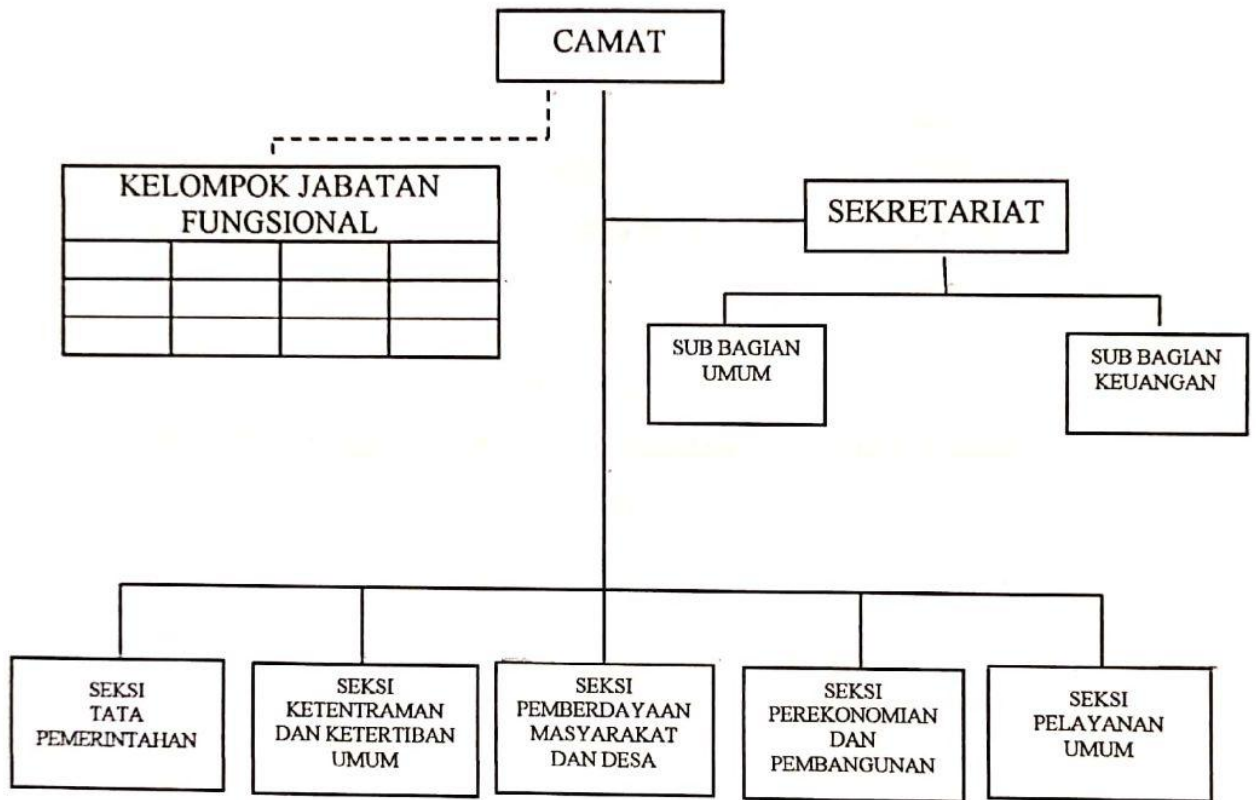 CAMAT
KELOMPOK JABATAN
FUNGSIONAL
SEKRETARIAT
SUB BAGIAN
UMUM
SUB BAGIAN
KEUANGAN
SEKSI
TATA
PEMERINTAHAN
SEKSI
KETENTRAMAN
DAN KETERTIBAN
UMUM
SEKSI
PEMBERDAYAAN
MASYARAKAT
DAN DESA
SEKSI
PEREKONOMIAN
DAN
PEMBANGUNAN
SEKSI
PELAYANAN
UMUM